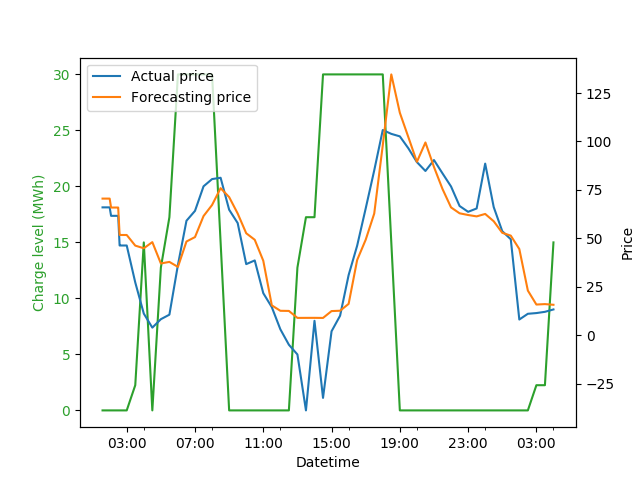 Actual price
Forecasting price
30
25
20
15
10
5
0
Charge level (MWh)
125
100
75
50
25
0
−25
Price
03:00 07:00 11:00 15:00 19:00 23:00 03:00
Datetime